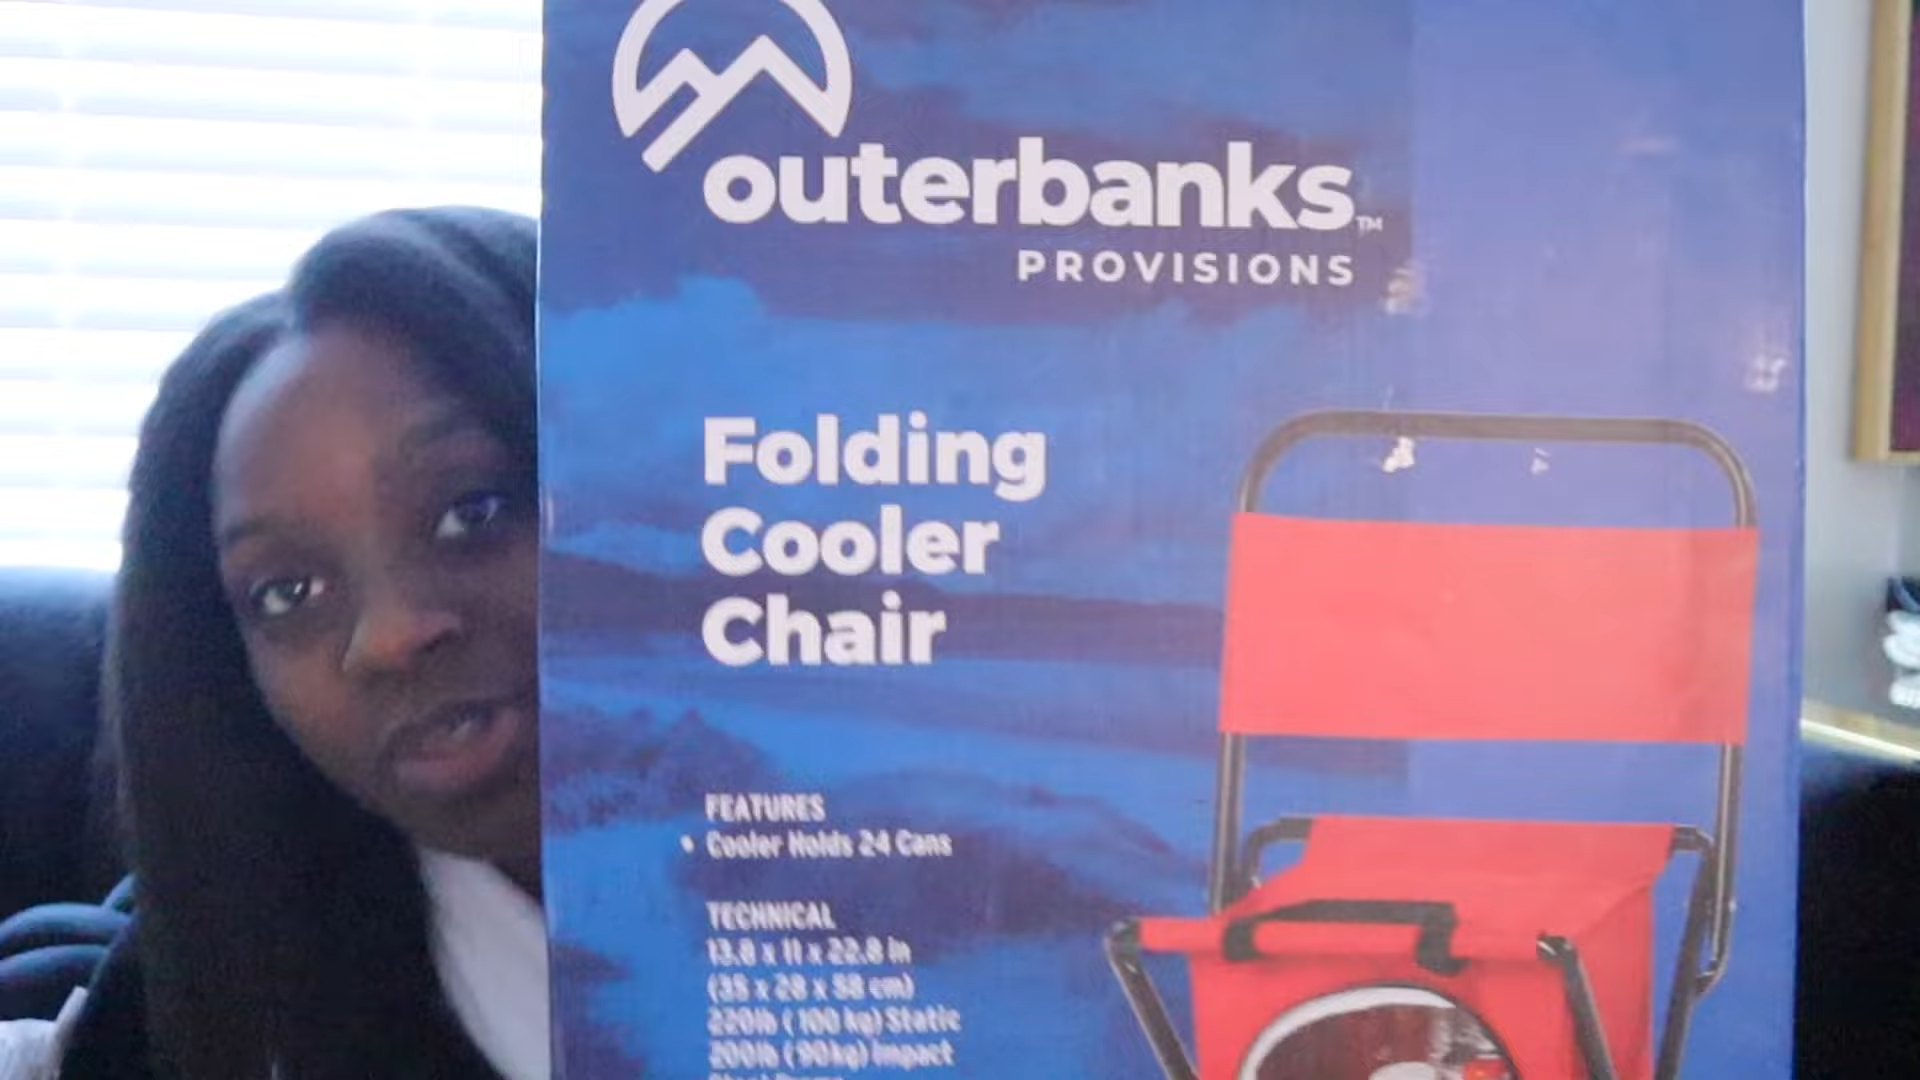 outerbanks™
PROVISIONS
Folding
Cooler
Chair
FEATURES
• Cooler Holds 24 Cans
TECHNICAL
13.8 x 11 x 22.8 in
(35 x 28 x 58 cm)
220lb (100 kg) Static
200lb (90kg) Impact